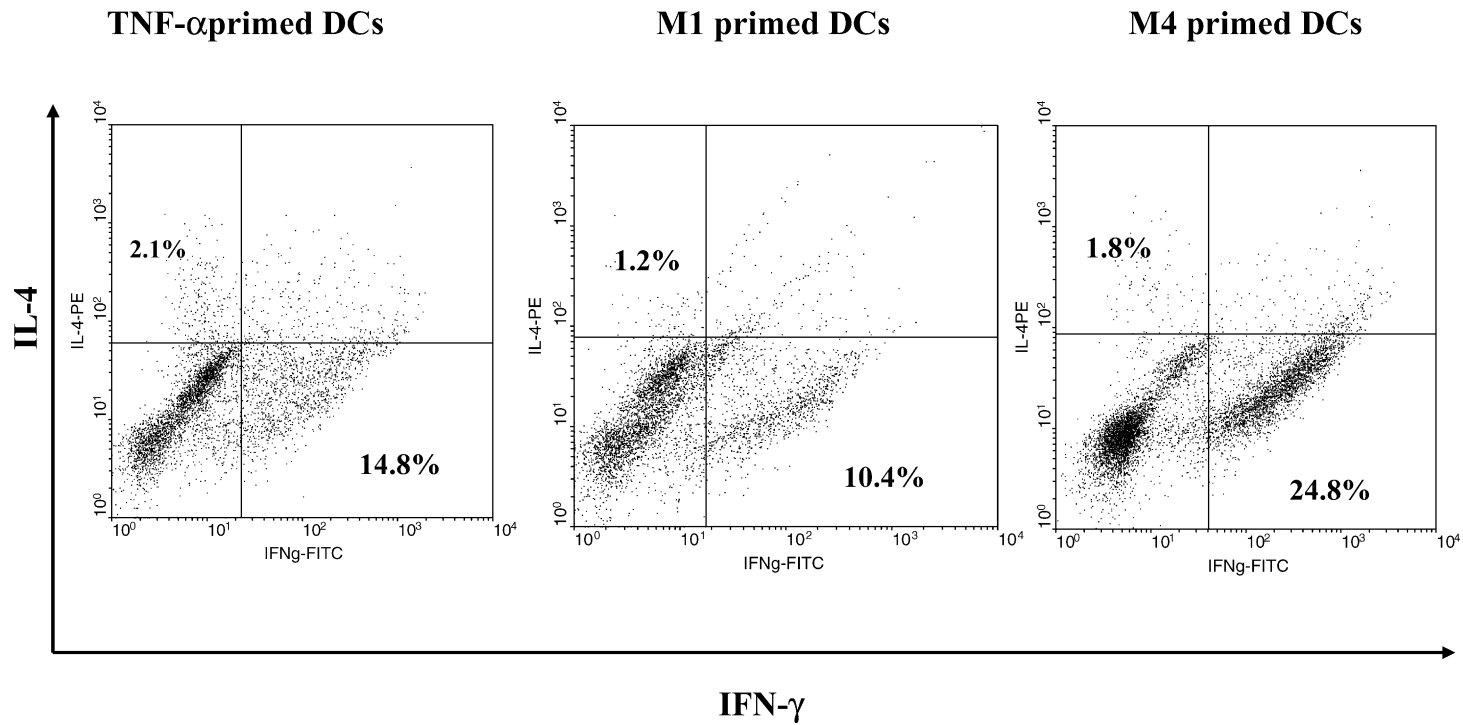 TNF-αprimed DCs
M1 primed DCs
M4 primed DCs
IL-4
10⁴
10³
10²
10¹
10⁰
IL-4-PE
2.1%
14.8%
10⁰ 10¹ 10² 10³ 10⁴
IFNg-FITC
10⁴
10³
10²
10¹
10⁰
IL-4-PE
1.2%
10.4%
10⁰ 10¹ 10² 10³ 10⁴
IFNg-FITC
10⁴
10³
10²
10¹
10⁰
IL-4PE
1.8%
24.8%
10⁰ 10¹ 10² 10³ 10⁴
IFNg-FITC
IFN-γ